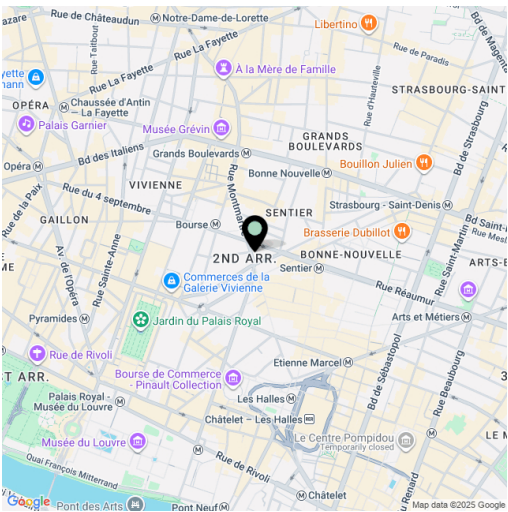 Rue de Châteaudun
Notre-Dame-de-Lorette
Libertino
Bd de Magenta
Rue Taitbout
Rue La Fayette
Rue de Paradis
À la Mère de Famille
Rue d'Hauteville
STRASBOURG-SAINT
OPÉRA
Chaussée d'Antin
— La Fayette
Rue La Fayette
Palais Garnier
Musée Grévin
GRANDS
BOULEVARDS
Bd de Strasbourg
Bd des Italiens
Grands Boulevards
Bouillon Julien
Opéra
Bonne Nouvelle
VIVIENNE
Rue Montmartre
Rue de la Paix
Rue du 4 septembre
Strasbourg - Saint-Denis
GAILLON
SENTIER
Bourse
Brasserie Dubillot
Bd Saint-
Rue Mes
Av. de l'Opéra
Rue Sainte-Anne
2ND ARR.
BONNE-NOUVELLE
Rue Saint-Martin
Sentier
ARTS-E
Commerces de la
Galerie Vivienne
Rue Réaumur
Pyramides
Jardin du Palais Royal
Arts et Métiers
Rue de Rivoli
Etienne Marcel
T ARR.
Bourse de Commerce
- Pinault Collection
Bd de Sébastopol
Rue Beaubourg
3
Palais Royal -
Musée du Louvre
Les Halles
Châtelet – Les Halles
Musée du Louvre
Le Centre Pompidou
Temporarily closed
LE M
Quai François Mitterrand
Rue de Rivoli
du Renard
Châtelet
Google
Pont des Arts
Pont Neuf
Map data ©2025 Google